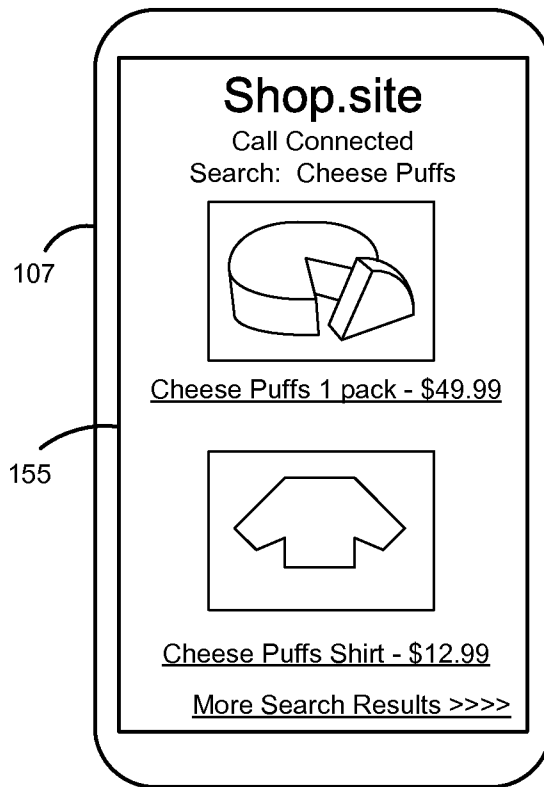 Shop.site
Call Connected
Search: Cheese Puffs
107
Cheese Puffs 1 pack - $49.99
155
Cheese Puffs Shirt - $12.99
More Search Results >>>>